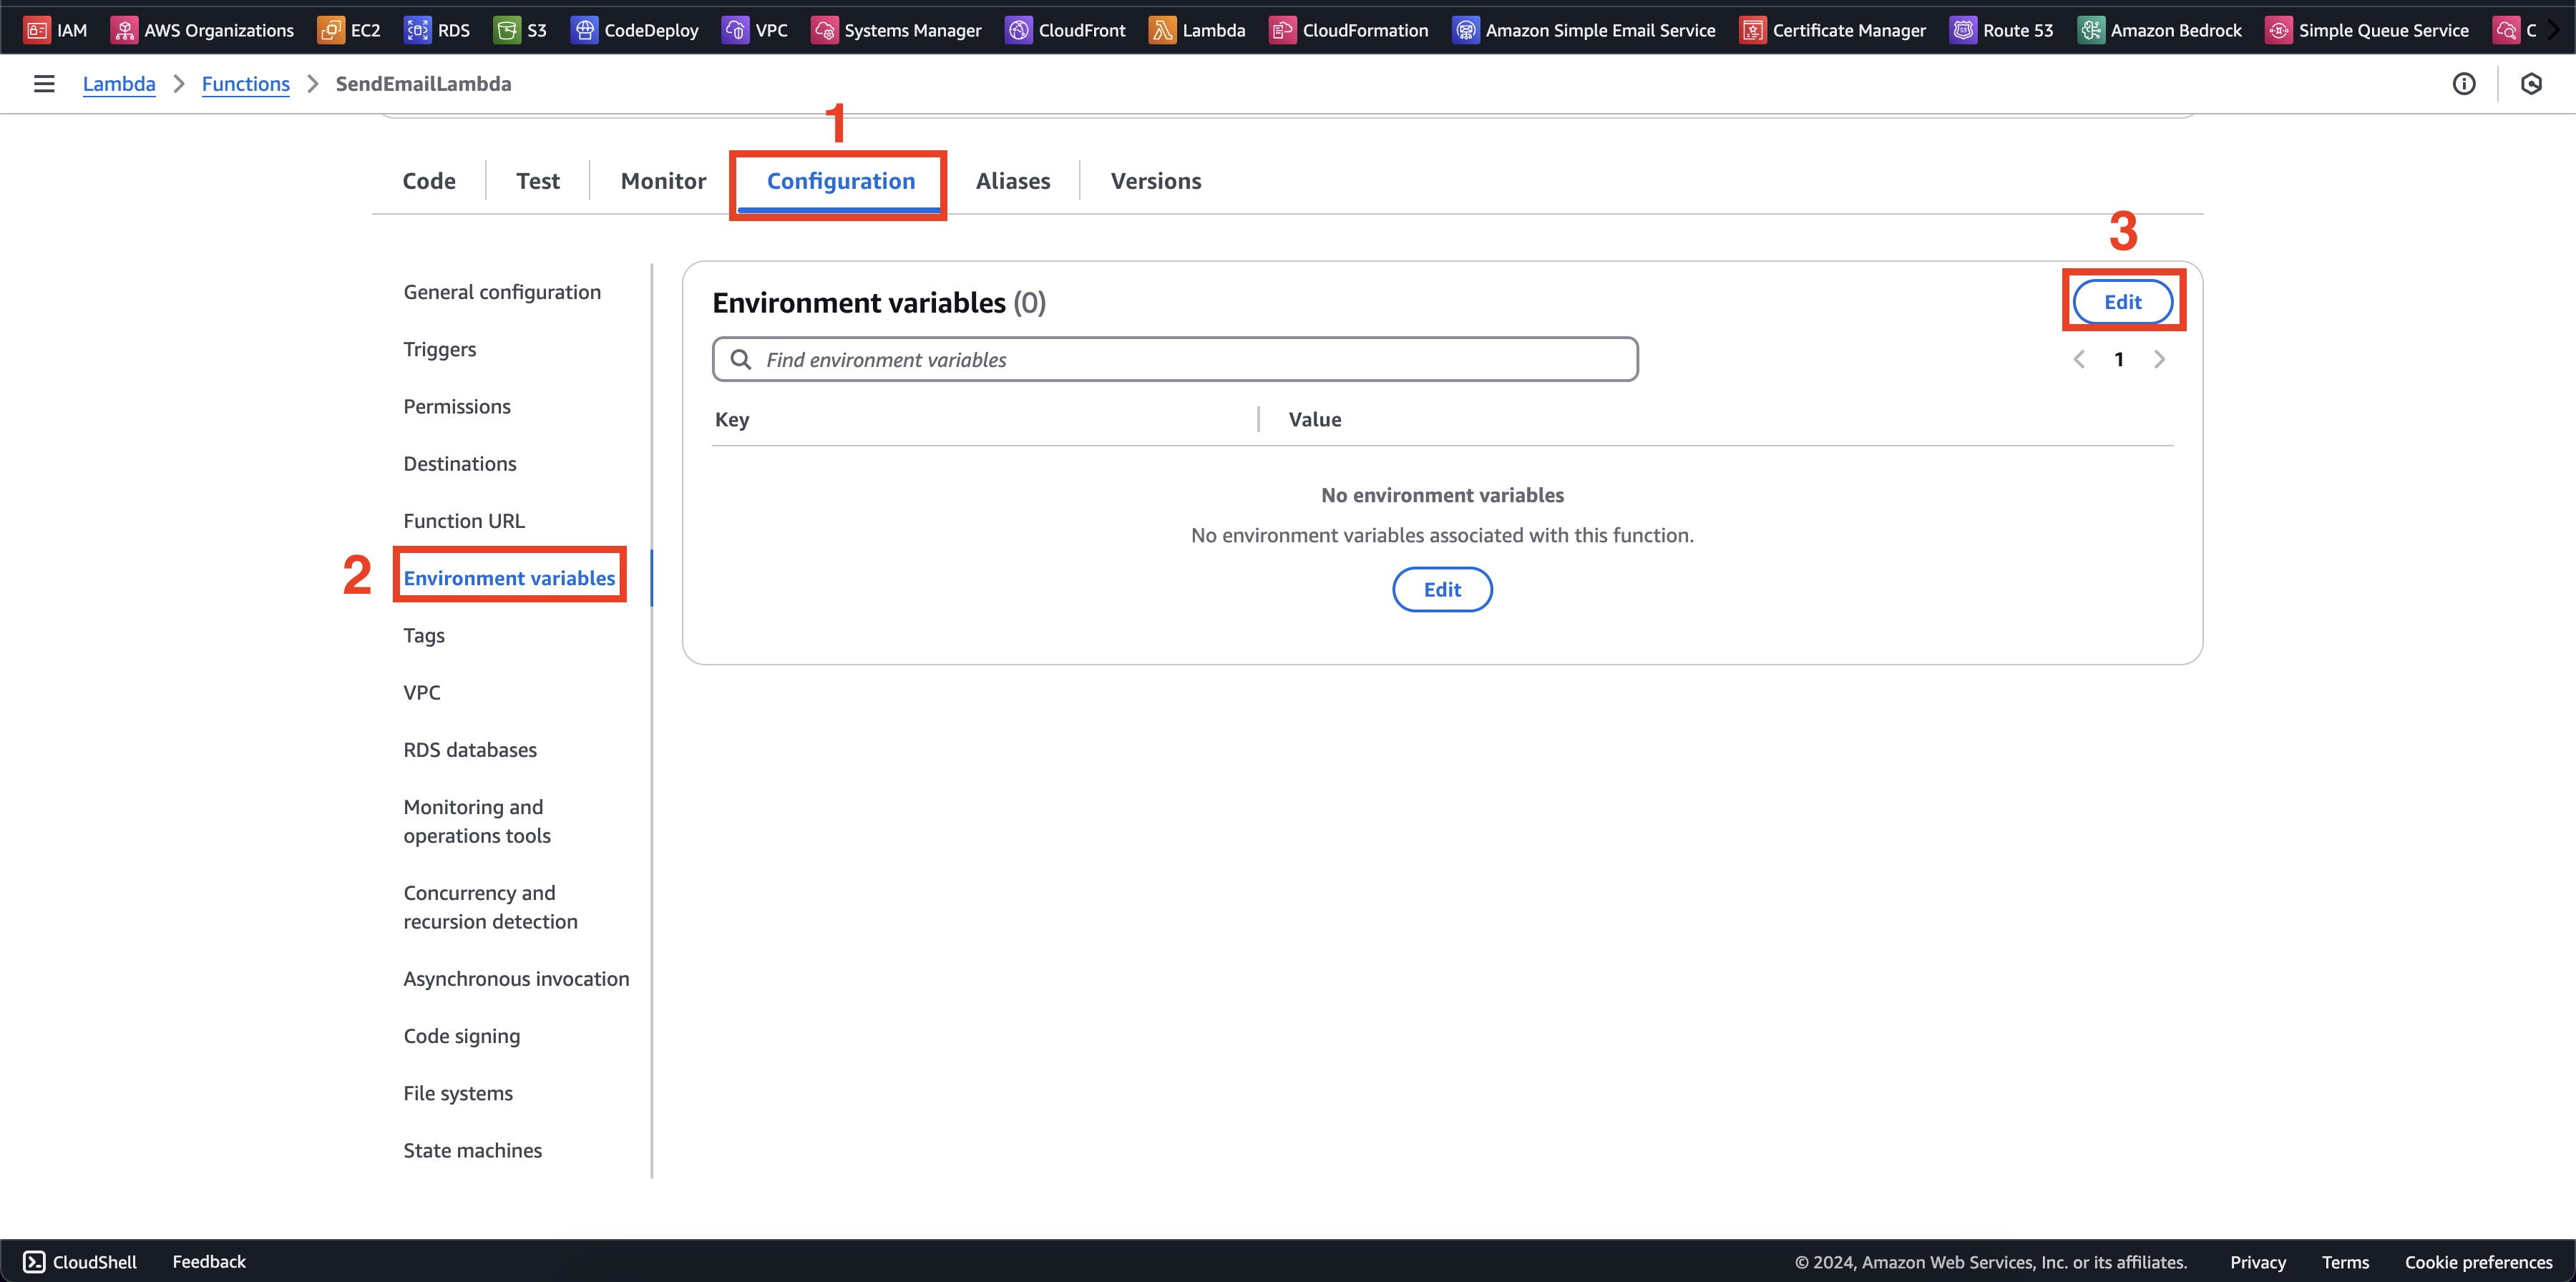 IAM AWS Organizations EC2 RDS S3 CodeDeploy VPC Systems Manager CloudFront Lambda CloudFormation Amazon Simple Email Service Certificate Manager Route 53 Amazon Bedrock Simple Queue Service C
Lambda Functions SendEmailLambda
1
Code Test Monitor Configuration Aliases Versions
3
General configuration
Triggers
Permissions
Destinations
Function URL
2 Environment variables
Tags
VPC
RDS databases
Monitoring and
operations tools
Concurrency and
recursion detection
Asynchronous invocation
Code signing
File systems
State machines
Environment variables (0) Edit
Find environment variables 1
Key Value
No environment variables
No environment variables associated with this function.
Edit
CloudShell Feedback © 2024, Amazon Web Services, Inc. or its affiliates. Privacy Terms Cookie preferences